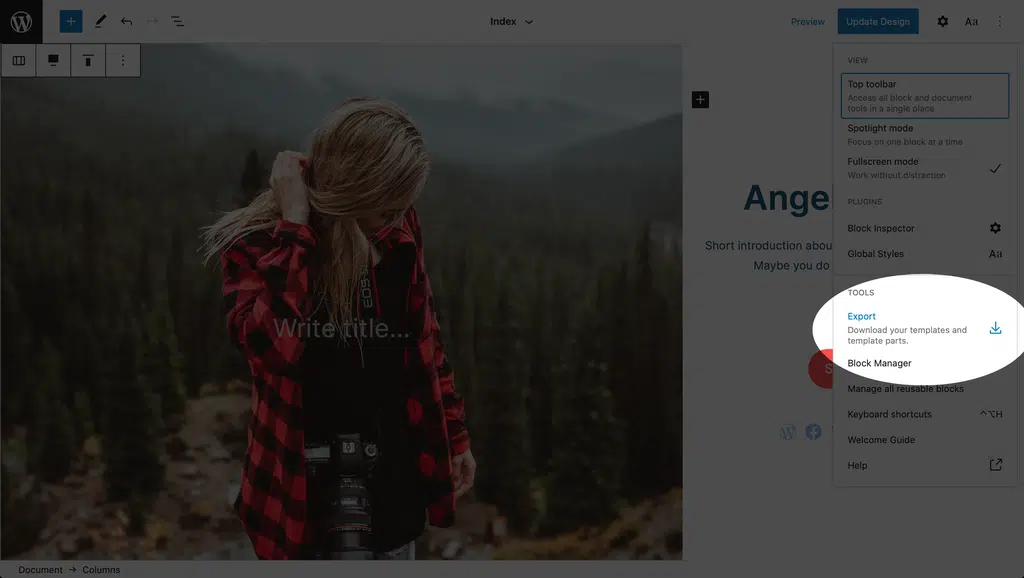 Index
Preview
Update Design
Aa
VIEW
Top toolbar
Access all block and document
tools in a single place
Spotlight mode
Focus on one block at a time
Fullscreen mode
Work without distraction
PLUGINS
Block Inspector
Global Styles
Aa
TOOLS
Export
Download your templates and
template parts.
Block Manager
Manage all reusable blocks
Keyboard shortcuts
^⌥H
Welcome Guide
Help
Ange
Short introduction abou
Maybe you do
S
Write title...
EOS
Document → Columns